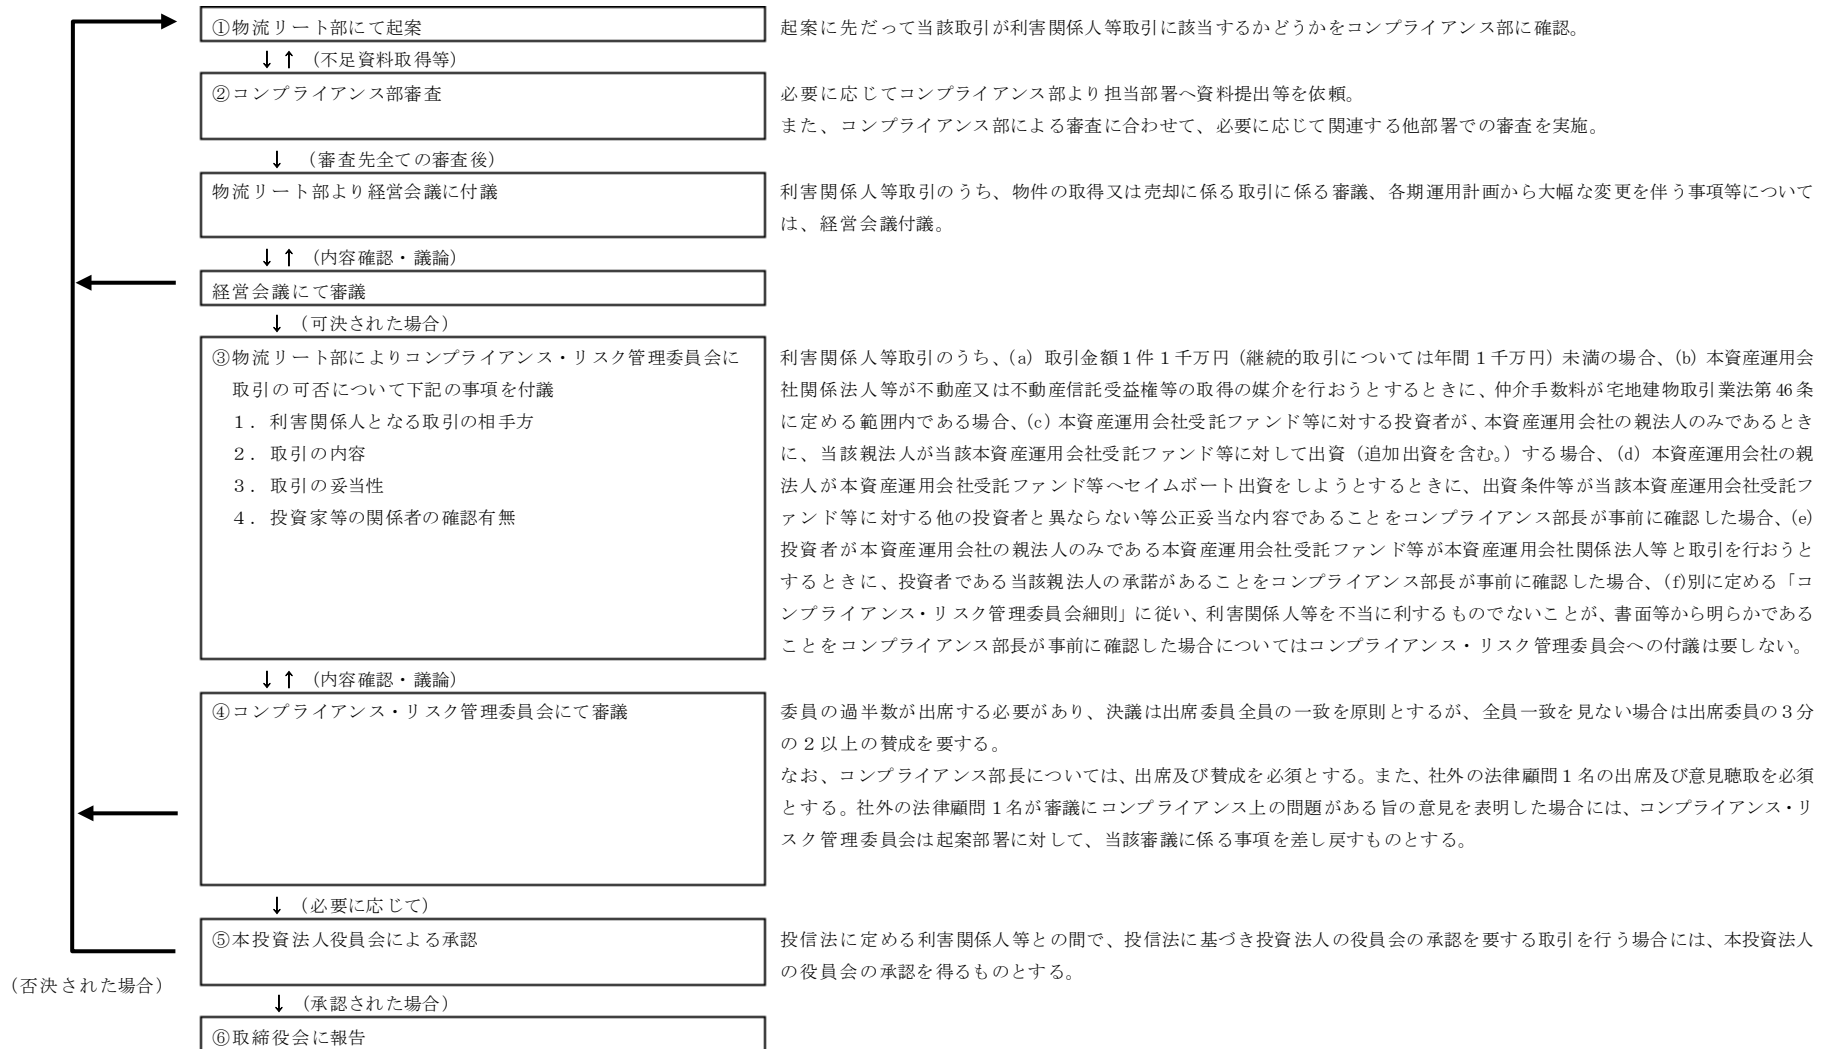 ①物流リート部にて起案
起案に先だって当該取引が利害関係人等取引に該当するかどうかをコンプライアンス部に確認。
↓ ↑ (不足資料取得等)
②コンプライアンス部審査
必要に応じてコンプライアンス部より担当部署へ資料提出等を依頼。
また、コンプライアンス部による審査に合わせて、必要に応じて関連する他部署での審査を実施。
↓ (審査先全ての審査後)
物流リート部より経営会議に付議
利害関係人等取引のうち、物件の取得又は売却に係る取引に係る審議、各期運用計画から大幅な変更を伴う事項等について
は、経営会議付議。
↓ ↑ (内容確認・議論)
経営会議にて審議
↓ (可決された場合)
③物流リート部によりコンプライアンス・リスク管理委員会に
取引の可否について下記の事項を付議
1．利害関係人となる取引の相手方
2．取引の内容
3．取引の妥当性
4．投資家等の関係者の確認有無
利害関係人等取引のうち、(a) 取引金額1件1千万円（継続的取引については年間1千万円）未満の場合、(b) 本資産運用会
社関係法人等が不動産又は不動産信託受益権等の取得の媒介を行おうとするときに、仲介手数料が宅地建物取引業法第46条
に定める範囲内である場合、(c) 本資産運用会社受託ファンド等に対する投資者が、本資産運用会社の親法人のみであるとき
に、当該親法人が当該本資産運用会社受託ファンド等に対して出資（追加出資を含む。）する場合、(d) 本資産運用会社の親
法人が本資産運用会社受託ファンド等へセイムボート出資をしようとするときに、出資条件等が当該本資産運用会社受託フ
ァンド等に対する他の投資者と異ならない等公正妥当な内容であることをコンプライアンス部長が事前に確認した場合、(e)
投資者が本資産運用会社の親法人のみである本資産運用会社受託ファンド等が本資産運用会社関係法人等と取引を行おうと
するときに、投資者である当該親法人の承諾があることをコンプライアンス部長が事前に確認した場合、(f)別に定める「コ
ンプライアンス・リスク管理委員会細則」に従い、利害関係人等を不当に利するものでないことが、書面等から明らかである
ことをコンプライアンス部長が事前に確認した場合についてはコンプライアンス・リスク管理委員会への付議は要しない。
↓ ↑ (内容確認・議論)
④コンプライアンス・リスク管理委員会にて審議
委員の過半数が出席する必要があり、決議は出席委員全員の一致を原則とするが、全員一致を見ない場合は出席委員の3分
の2以上の賛成を要する。
なお、コンプライアンス部長については、出席及び賛成を必須とする。また、社外の法律顧問1名の出席及び意見聴取を必須
とする。社外の法律顧問1名が審議にコンプライアンス上の問題がある旨の意見を表明した場合には、コンプライアンス・リ
スク管理委員会は起案部署に対して、当該審議に係る事項を差し戻すものとする。
↓ (必要に応じて)
⑤本投資法人役員会による承認
投信法に定める利害関係人等との間で、投信法に基づき投資法人の役員会の承認を要する取引を行う場合には、本投資法人
の役員会の承認を得るものとする。
(否決された場合)
↓ (承認された場合)
⑥取締役会に報告